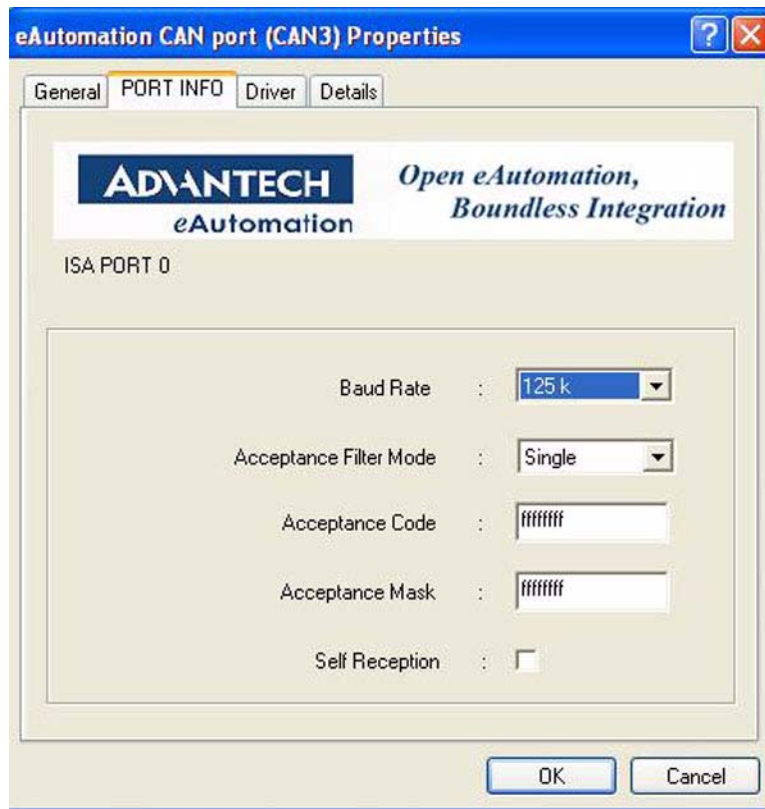 eAutomation CAN port (CAN3) Properties
General PORT INFO Driver Details
ADVANTECH
eAutomation
Open eAutomation,
Boundless Integration
ISA PORT 0
Baud Rate : 125 k
Acceptance Filter Mode : Single
Acceptance Code : ffffffff
Acceptance Mask : ffffffff
Self Reception :
OK Cancel